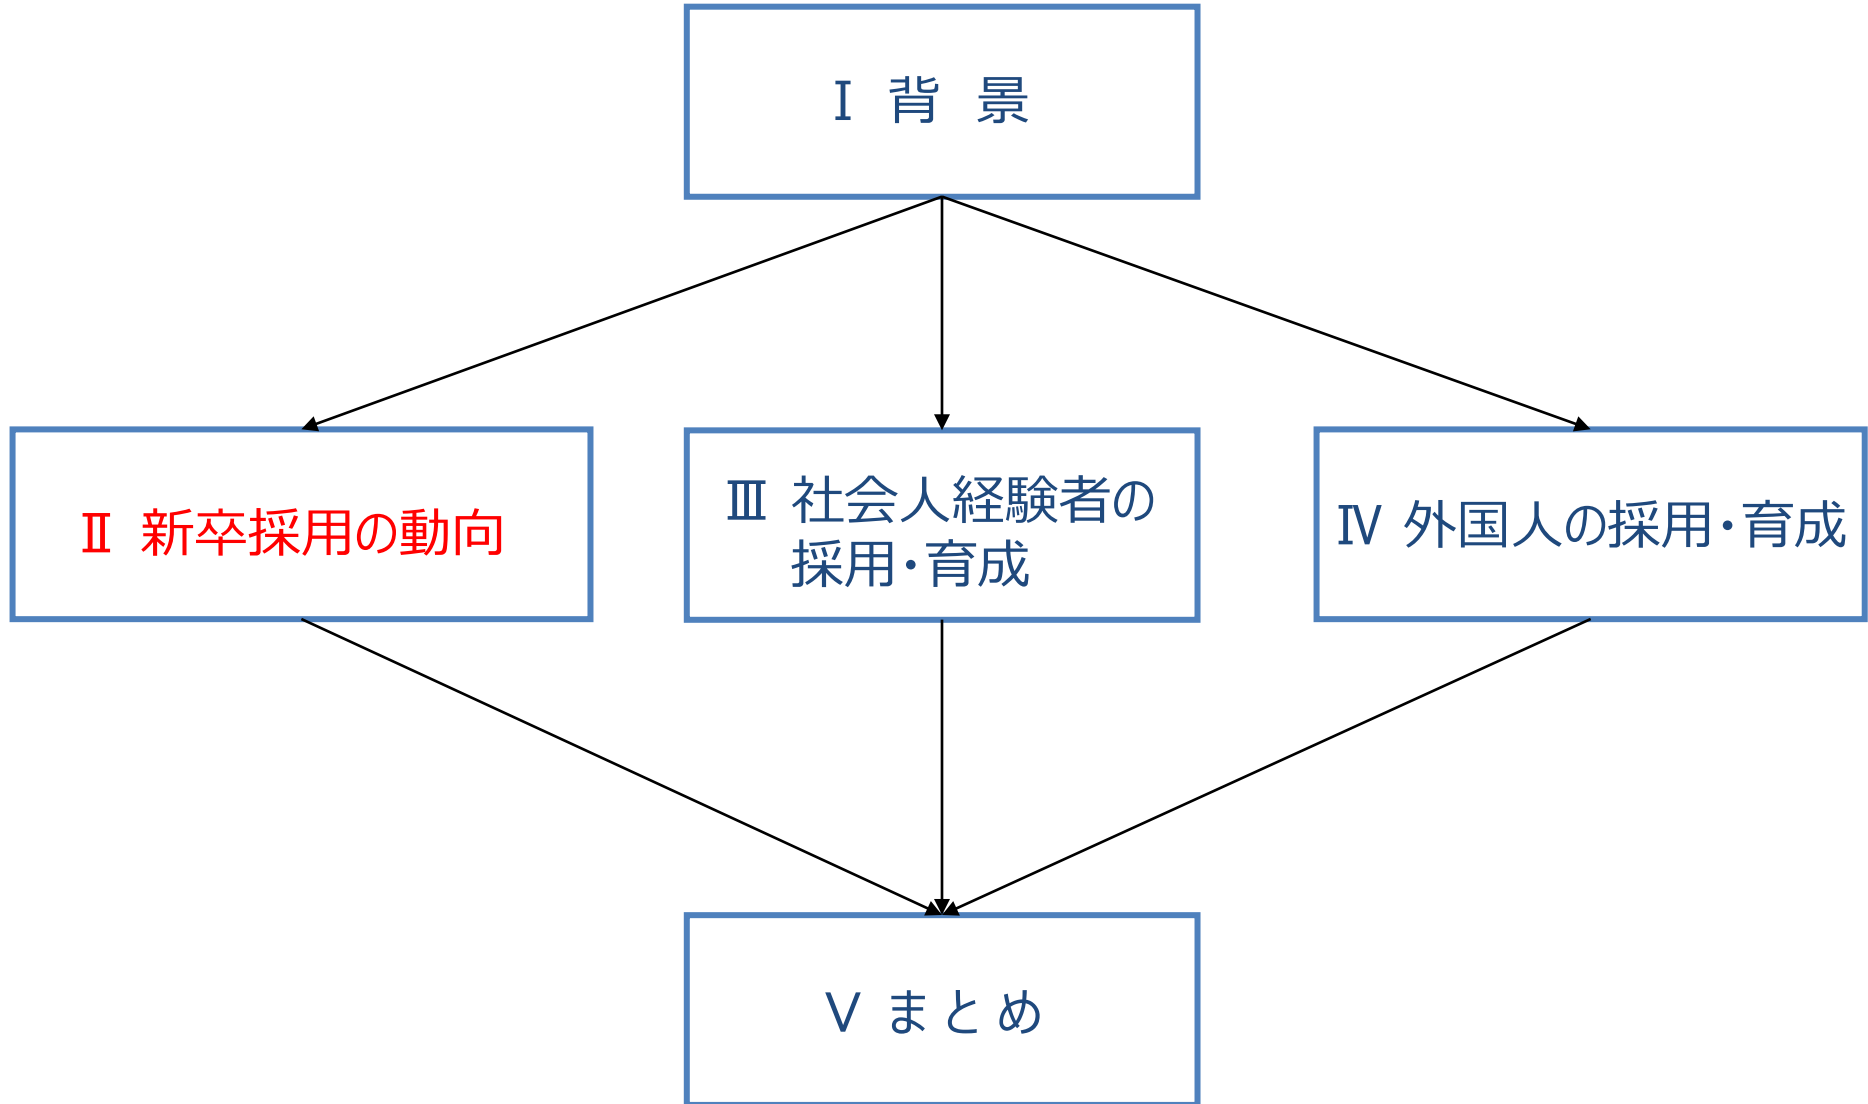 Ⅰ 背 景
Ⅱ 新卒採用の動向
Ⅲ 社会人経験者の
採用・育成
Ⅳ 外国人の採用・育成
Ⅴ まとめ